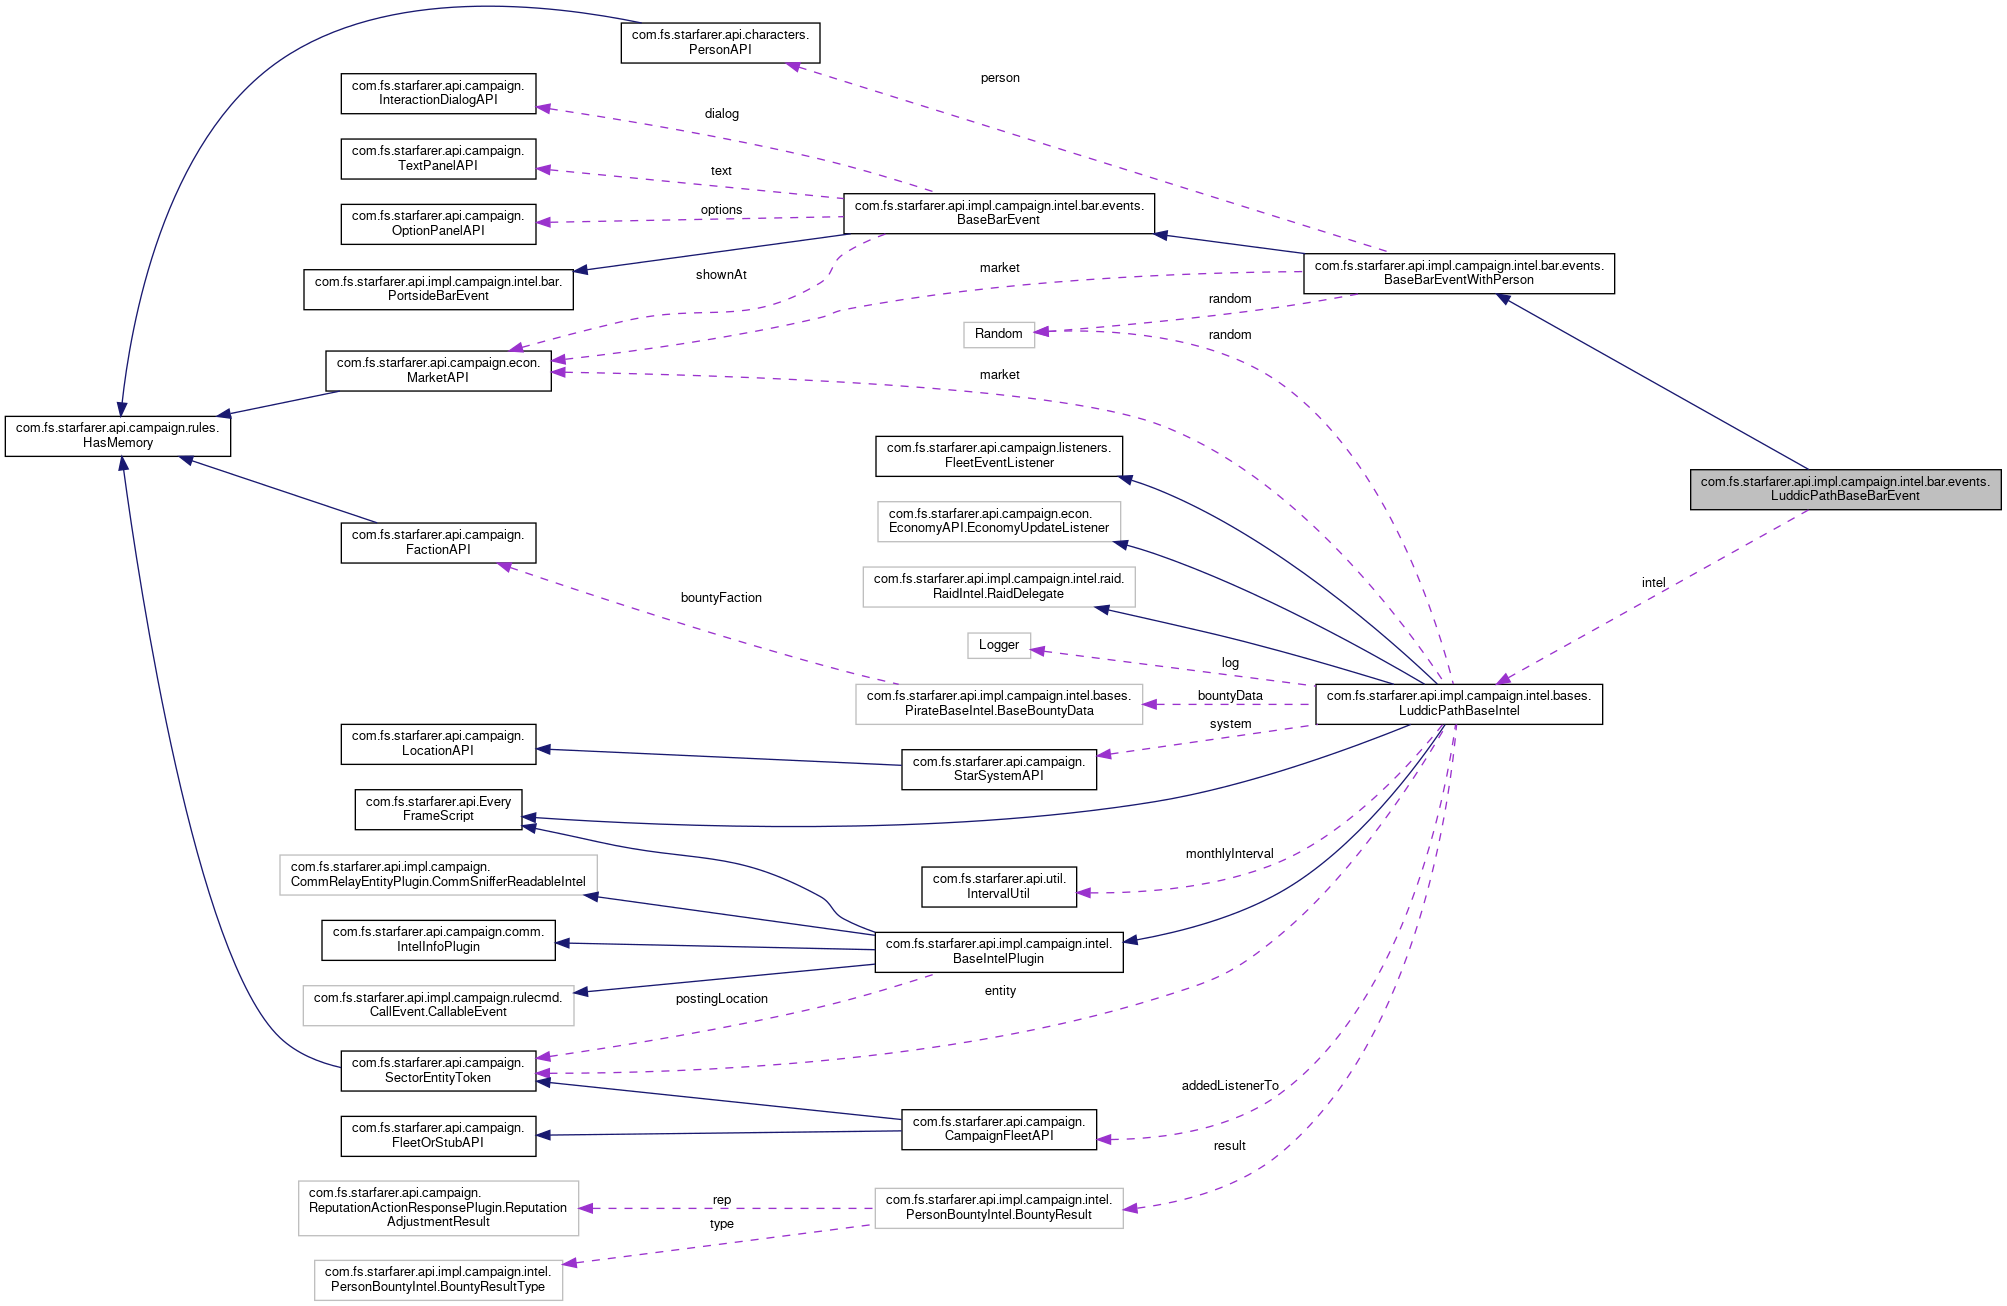 com.fs.starfarer.api.characters.
PersonAPI
person
com.fs.starfarer.api.campaign.
InteractionDialogAPI
dialog
com.fs.starfarer.api.campaign.
TextPanelAPI
text
com.fs.starfarer.api.campaign.
OptionPanelAPI
options
com.fs.starfarer.api.impl.campaign.intel.bar.events.
BaseBarEvent
com.fs.starfarer.api.impl.campaign.intel.bar.
PortsideBarEvent
shownAt
market
com.fs.starfarer.api.impl.campaign.intel.bar.events.
BaseBarEventWithPerson
random
Random
random
com.fs.starfarer.api.campaign.econ.
MarketAPI
market
com.fs.starfarer.api.campaign.rules.
HasMemory
com.fs.starfarer.api.campaign.listeners.
FleetEventListener
com.fs.starfarer.api.impl.campaign.intel.bar.events.
LuddicPathBaseBarEvent
com.fs.starfarer.api.campaign.econ.
EconomyAPI.EconomyUpdateListener
com.fs.starfarer.api.campaign.
FactionAPI
com.fs.starfarer.api.impl.campaign.intel.raid.
RaidIntel.RaidDelegate
intel
bountyFaction
Logger
log
com.fs.starfarer.api.impl.campaign.intel.bases.
PirateBaseIntel.BaseBountyData
bountyData
com.fs.starfarer.api.impl.campaign.intel.bases.
LuddicPathBaseIntel
system
com.fs.starfarer.api.campaign.
LocationAPI
com.fs.starfarer.api.campaign.
StarSystemAPI
com.fs.starfarer.api.Every
FrameScript
monthlyInterval
com.fs.starfarer.api.impl.campaign.
CommRelayEntityPlugin.CommSnifferReadableIntel
com.fs.starfarer.api.util.
IntervalUtil
com.fs.starfarer.api.campaign.comm.
IntelInfoPlugin
com.fs.starfarer.api.impl.campaign.intel.
BaseIntelPlugin
com.fs.starfarer.api.impl.campaign.rulecmd.
CallEvent.CallableEvent
postingLocation
entity
com.fs.starfarer.api.campaign.
SectorEntityToken
addedListenerTo
com.fs.starfarer.api.campaign.
FleetOrStubAPI
com.fs.starfarer.api.campaign.
CampaignFleetAPI
result
com.fs.starfarer.api.campaign.
ReputationActionResponsePlugin.Reputation
AdjustmentResult
rep
com.fs.starfarer.api.impl.campaign.intel.
PersonBountyIntel.BountyResult
type
com.fs.starfarer.api.impl.campaign.intel.
PersonBountyIntel.BountyResultType